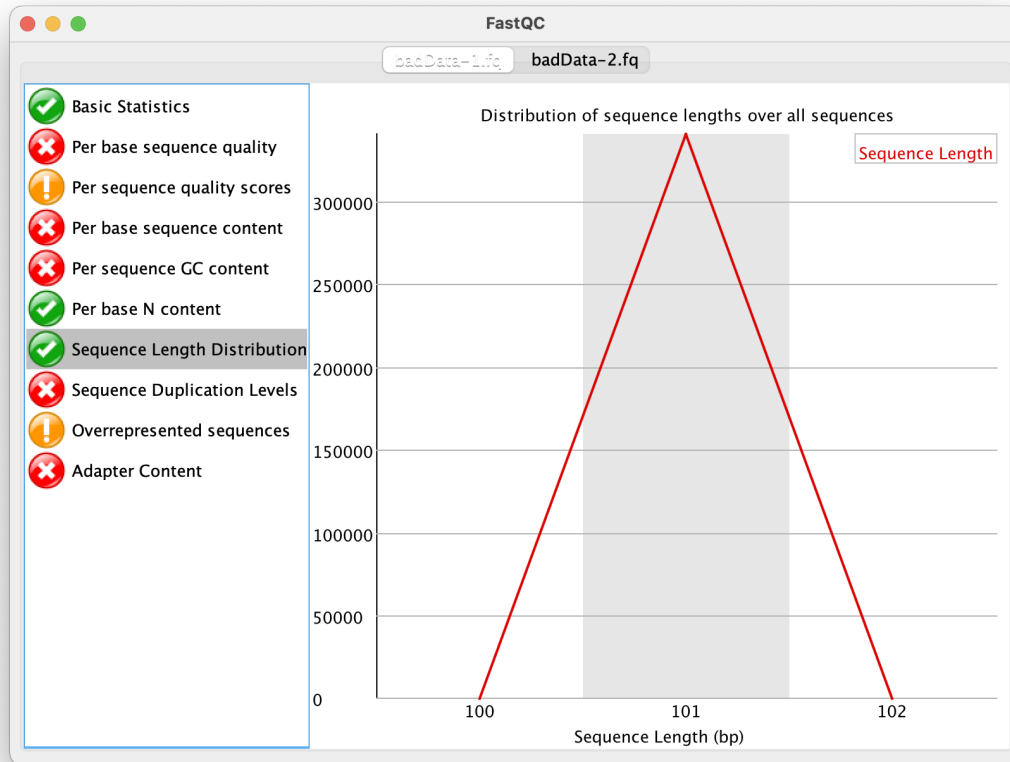 FastQC
badData-1.fq badData-2.fq
Basic Statistics
Per base sequence quality
Per sequence quality scores
Per base sequence content
Per sequence GC content
Per base N content
Sequence Length Distribution
Sequence Duplication Levels
Overrepresented sequences
Adapter Content
Distribution of sequence lengths over all sequences
Sequence Length
300000
250000
200000
150000
100000
50000
0
100 101 102
Sequence Length (bp)